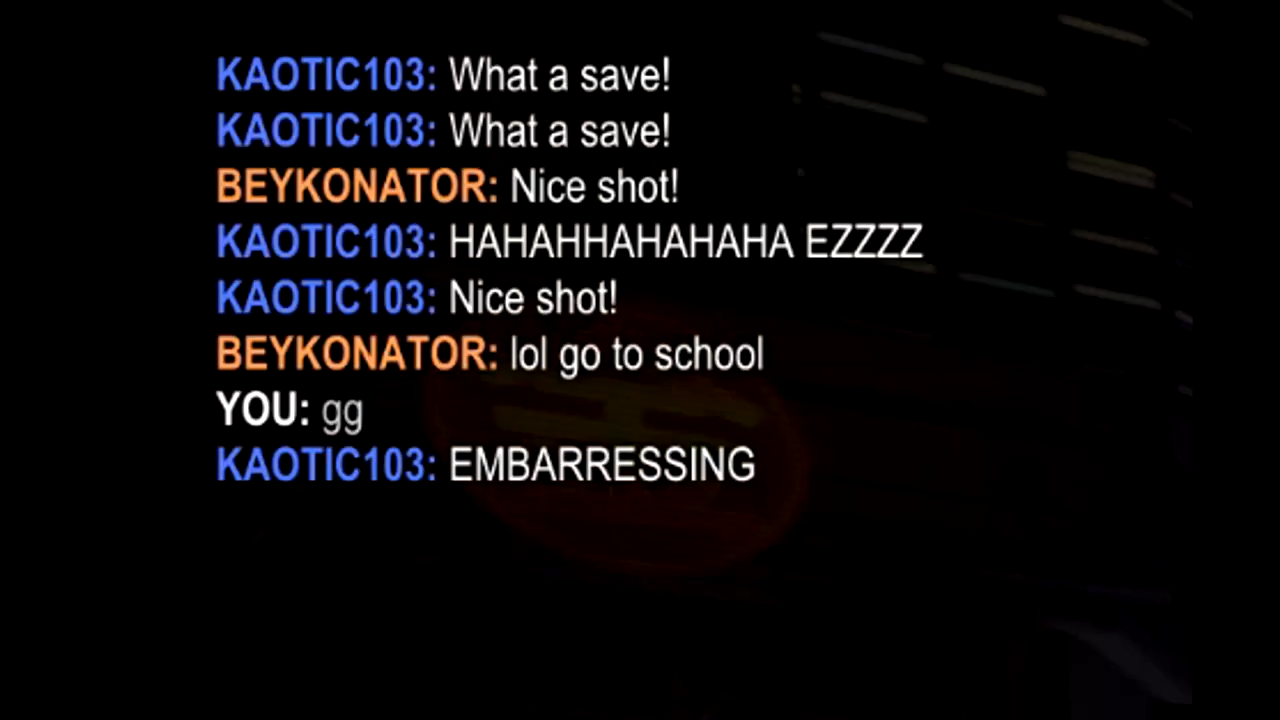 KAOTIC103: What a save!
KAOTIC103: What a save!
BEYKONATOR: Nice shot!
KAOTIC103: HAHAHHAHAHAHA EZZZZ
KAOTIC103: Nice shot!
BEYKONATOR: lol go to school
YOU: gg
KAOTIC103: EMBARRESSING